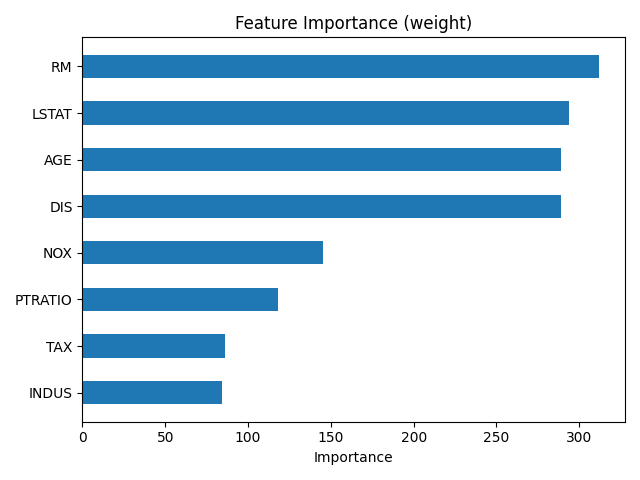 Feature Importance (weight)
RM
LSTAT
AGE
DIS
NOX
PTRATIO
TAX
INDUS
0 50 100 150 200 250 300
Importance